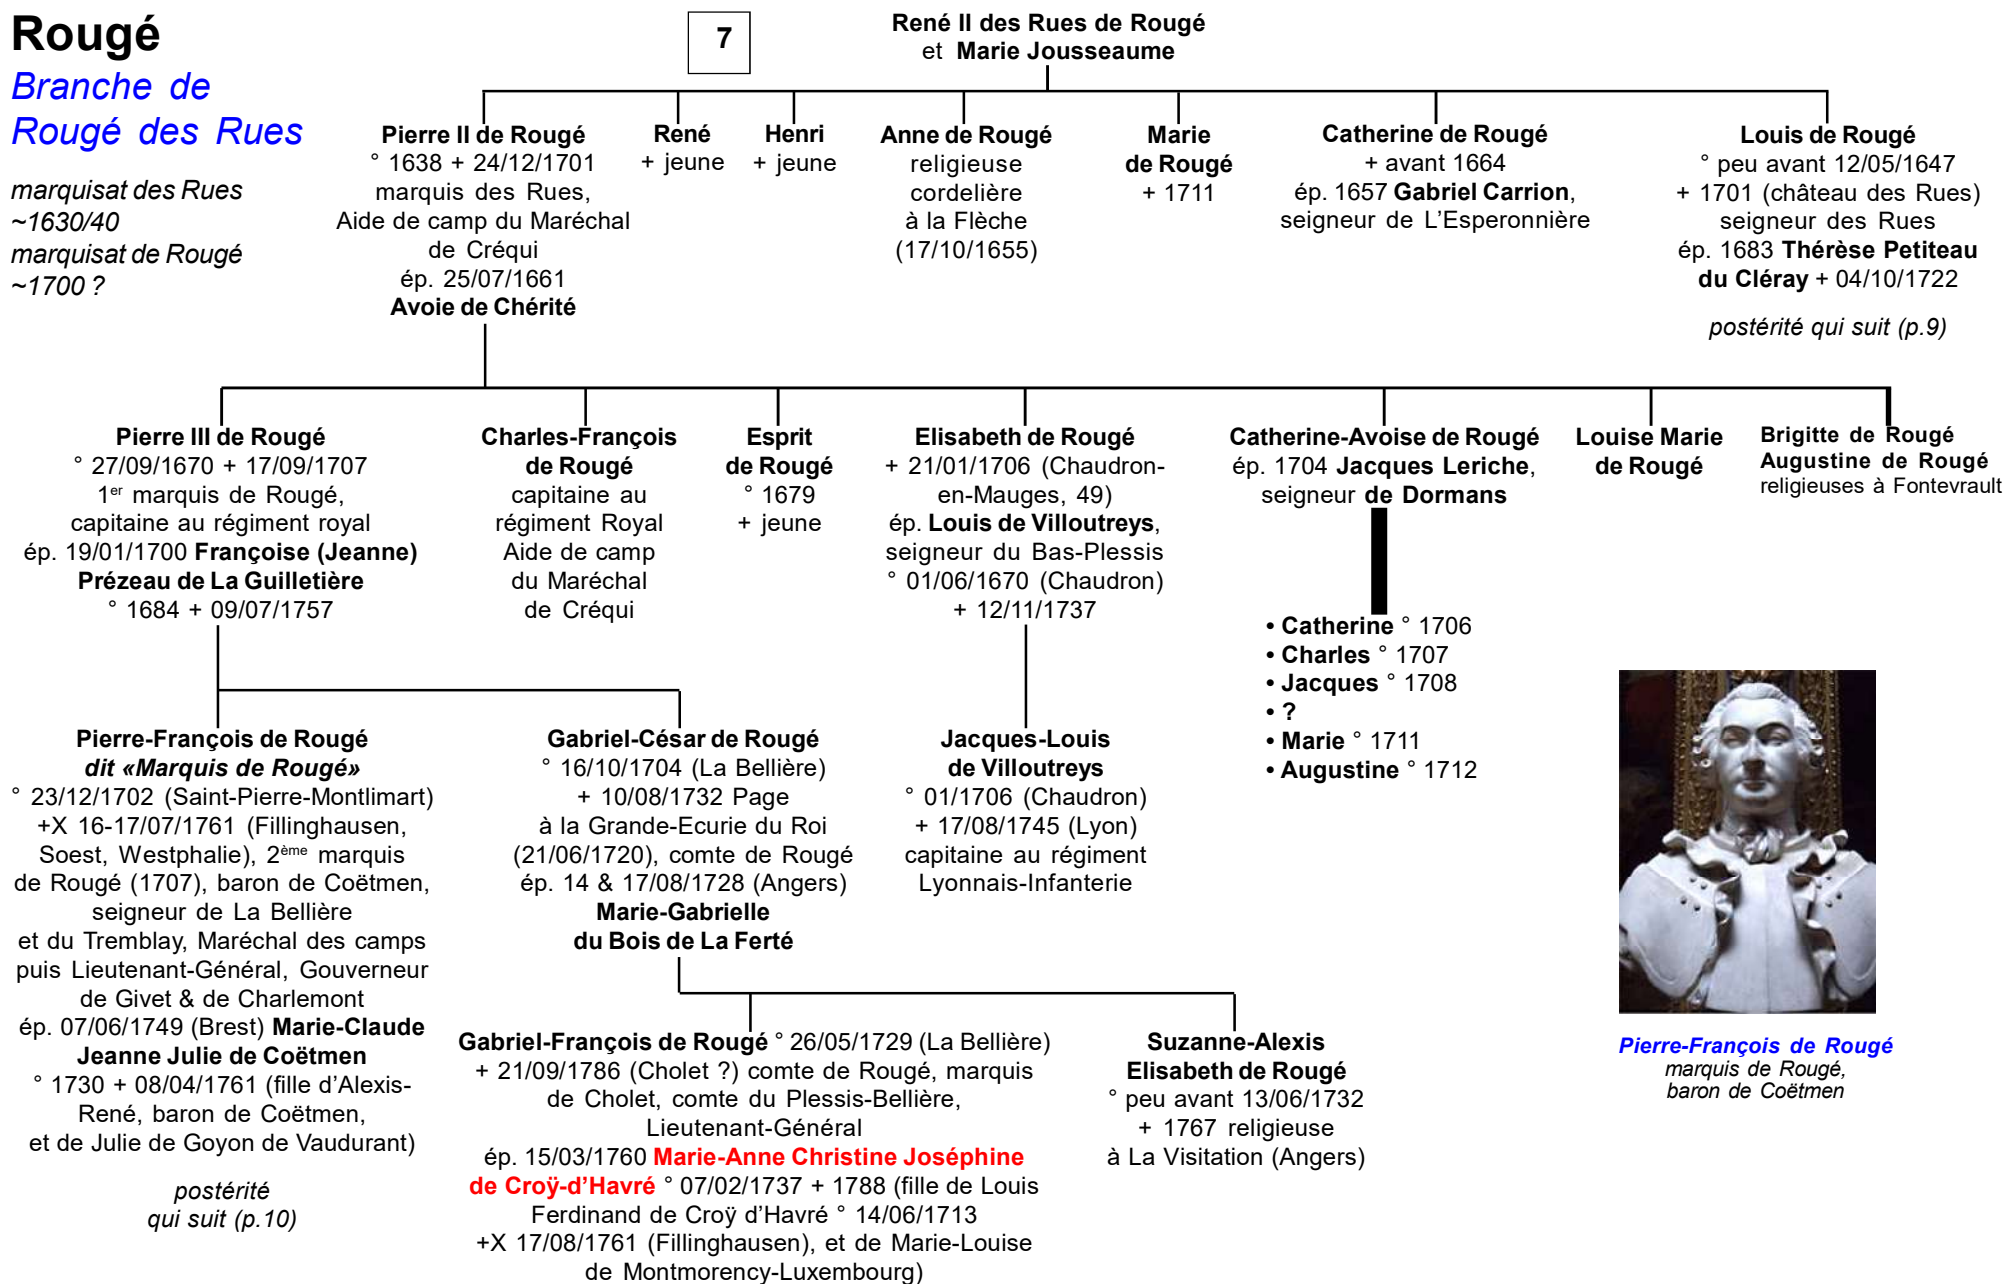 Rougé
Branche de
Rougé des Rues
marquisat des Rues
~1630/40
marquisat de Rougé
~1700 ?
7
René II des Rues de Rougé
et Marie Jousseaume
Pierre II de Rougé
° 1638 + 24/12/1701
marquis des Rues,
Aide de camp du Maréchal
de Créqui
ép. 25/07/1661
Avoie de Chérité
René
+ jeune
Henri
+ jeune
Anne de Rougé
religieuse
cordelière
à la Flèche
(17/10/1655)
Marie
de Rougé
+ 1711
Catherine de Rougé
+ avant 1664
ép. 1657 Gabriel Carrion,
seigneur de L'Esperonnière
Louis de Rougé
° peu avant 12/05/1647
+ 1701 (château des Rues)
seigneur des Rues
ép. 1683 Thérèse Petiteau
du Cléray + 04/10/1722
postérité qui suit (p.9)
Pierre III de Rougé
° 27/09/1670 + 17/09/1707
1er marquis de Rougé,
capitaine au régiment royal
ép. 19/01/1700 Françoise (Jeanne)
Prézeau de La Guilletière
° 1684 + 09/07/1757
Charles-François
de Rougé
capitaine au
régiment Royal
Aide de camp
du Maréchal
de Créqui
Esprit
de Rougé
° 1679
+ jeune
Elisabeth de Rougé
+ 21/01/1706 (Chaudron-
en-Mauges, 49)
ép. Louis de Villoutreys,
seigneur du Bas-Plessis
° 01/06/1670 (Chaudron)
+ 12/11/1737
Catherine-Avoise de Rougé
ép. 1704 Jacques Leriche,
seigneur de Dormans
• Catherine ° 1706
• Charles ° 1707
• Jacques ° 1708
• ?
• Marie ° 1711
• Augustine ° 1712
Louise Marie
de Rougé
Brigitte de Rougé
Augustine de Rougé
religieuses à Fontevrault
Pierre-François de Rougé
dit «Marquis de Rougé»
° 23/12/1702 (Saint-Pierre-Montlimart)
+X 16-17/07/1761 (Fillinghausen,
Soest, Westphalie), 2ème marquis
de Rougé (1707), baron de Coëtmen,
seigneur de La Bellière
et du Tremblay, Maréchal des camps
puis Lieutenant-Général, Gouverneur
de Givet & de Charlemont
ép. 07/06/1749 (Brest) Marie-Claude
Jeanne Julie de Coëtmen
° 1730 + 08/04/1761 (fille d'Alexis-
René, baron de Coëtmen,
et de Julie de Goyon de Vaudurant)
postérité
qui suit (p.10)
Gabriel-César de Rougé
° 16/10/1704 (La Bellière)
+ 10/08/1732 Page
à la Grande-Ecurie du Roi
(21/06/1720), comte de Rougé
ép. 14 & 17/08/1728 (Angers)
Marie-Gabrielle
du Bois de La Ferté
Jacques-Louis
de Villoutreys
° 01/1706 (Chaudron)
+ 17/08/1745 (Lyon)
capitaine au régiment
Lyonnais-Infanterie
Gabriel-François de Rougé ° 26/05/1729 (La Bellière)
+ 21/09/1786 (Cholet ?) comte de Rougé, marquis
de Cholet, comte du Plessis-Bellière,
Lieutenant-Général
ép. 15/03/1760 Marie-Anne Christine Joséphine
de Croÿ-d'Havré ° 07/02/1737 + 1788 (fille de Louis
Ferdinand de Croÿ d'Havré ° 14/06/1713
+X 17/08/1761 (Fillinghausen), et de Marie-Louise
de Montmorency-Luxembourg)
Suzanne-Alexis
Elisabeth de Rougé
° peu avant 13/06/1732
+ 1767 religieuse
à La Visitation (Angers)
Pierre-François de Rougé
marquis de Rougé,
baron de Coëtmen